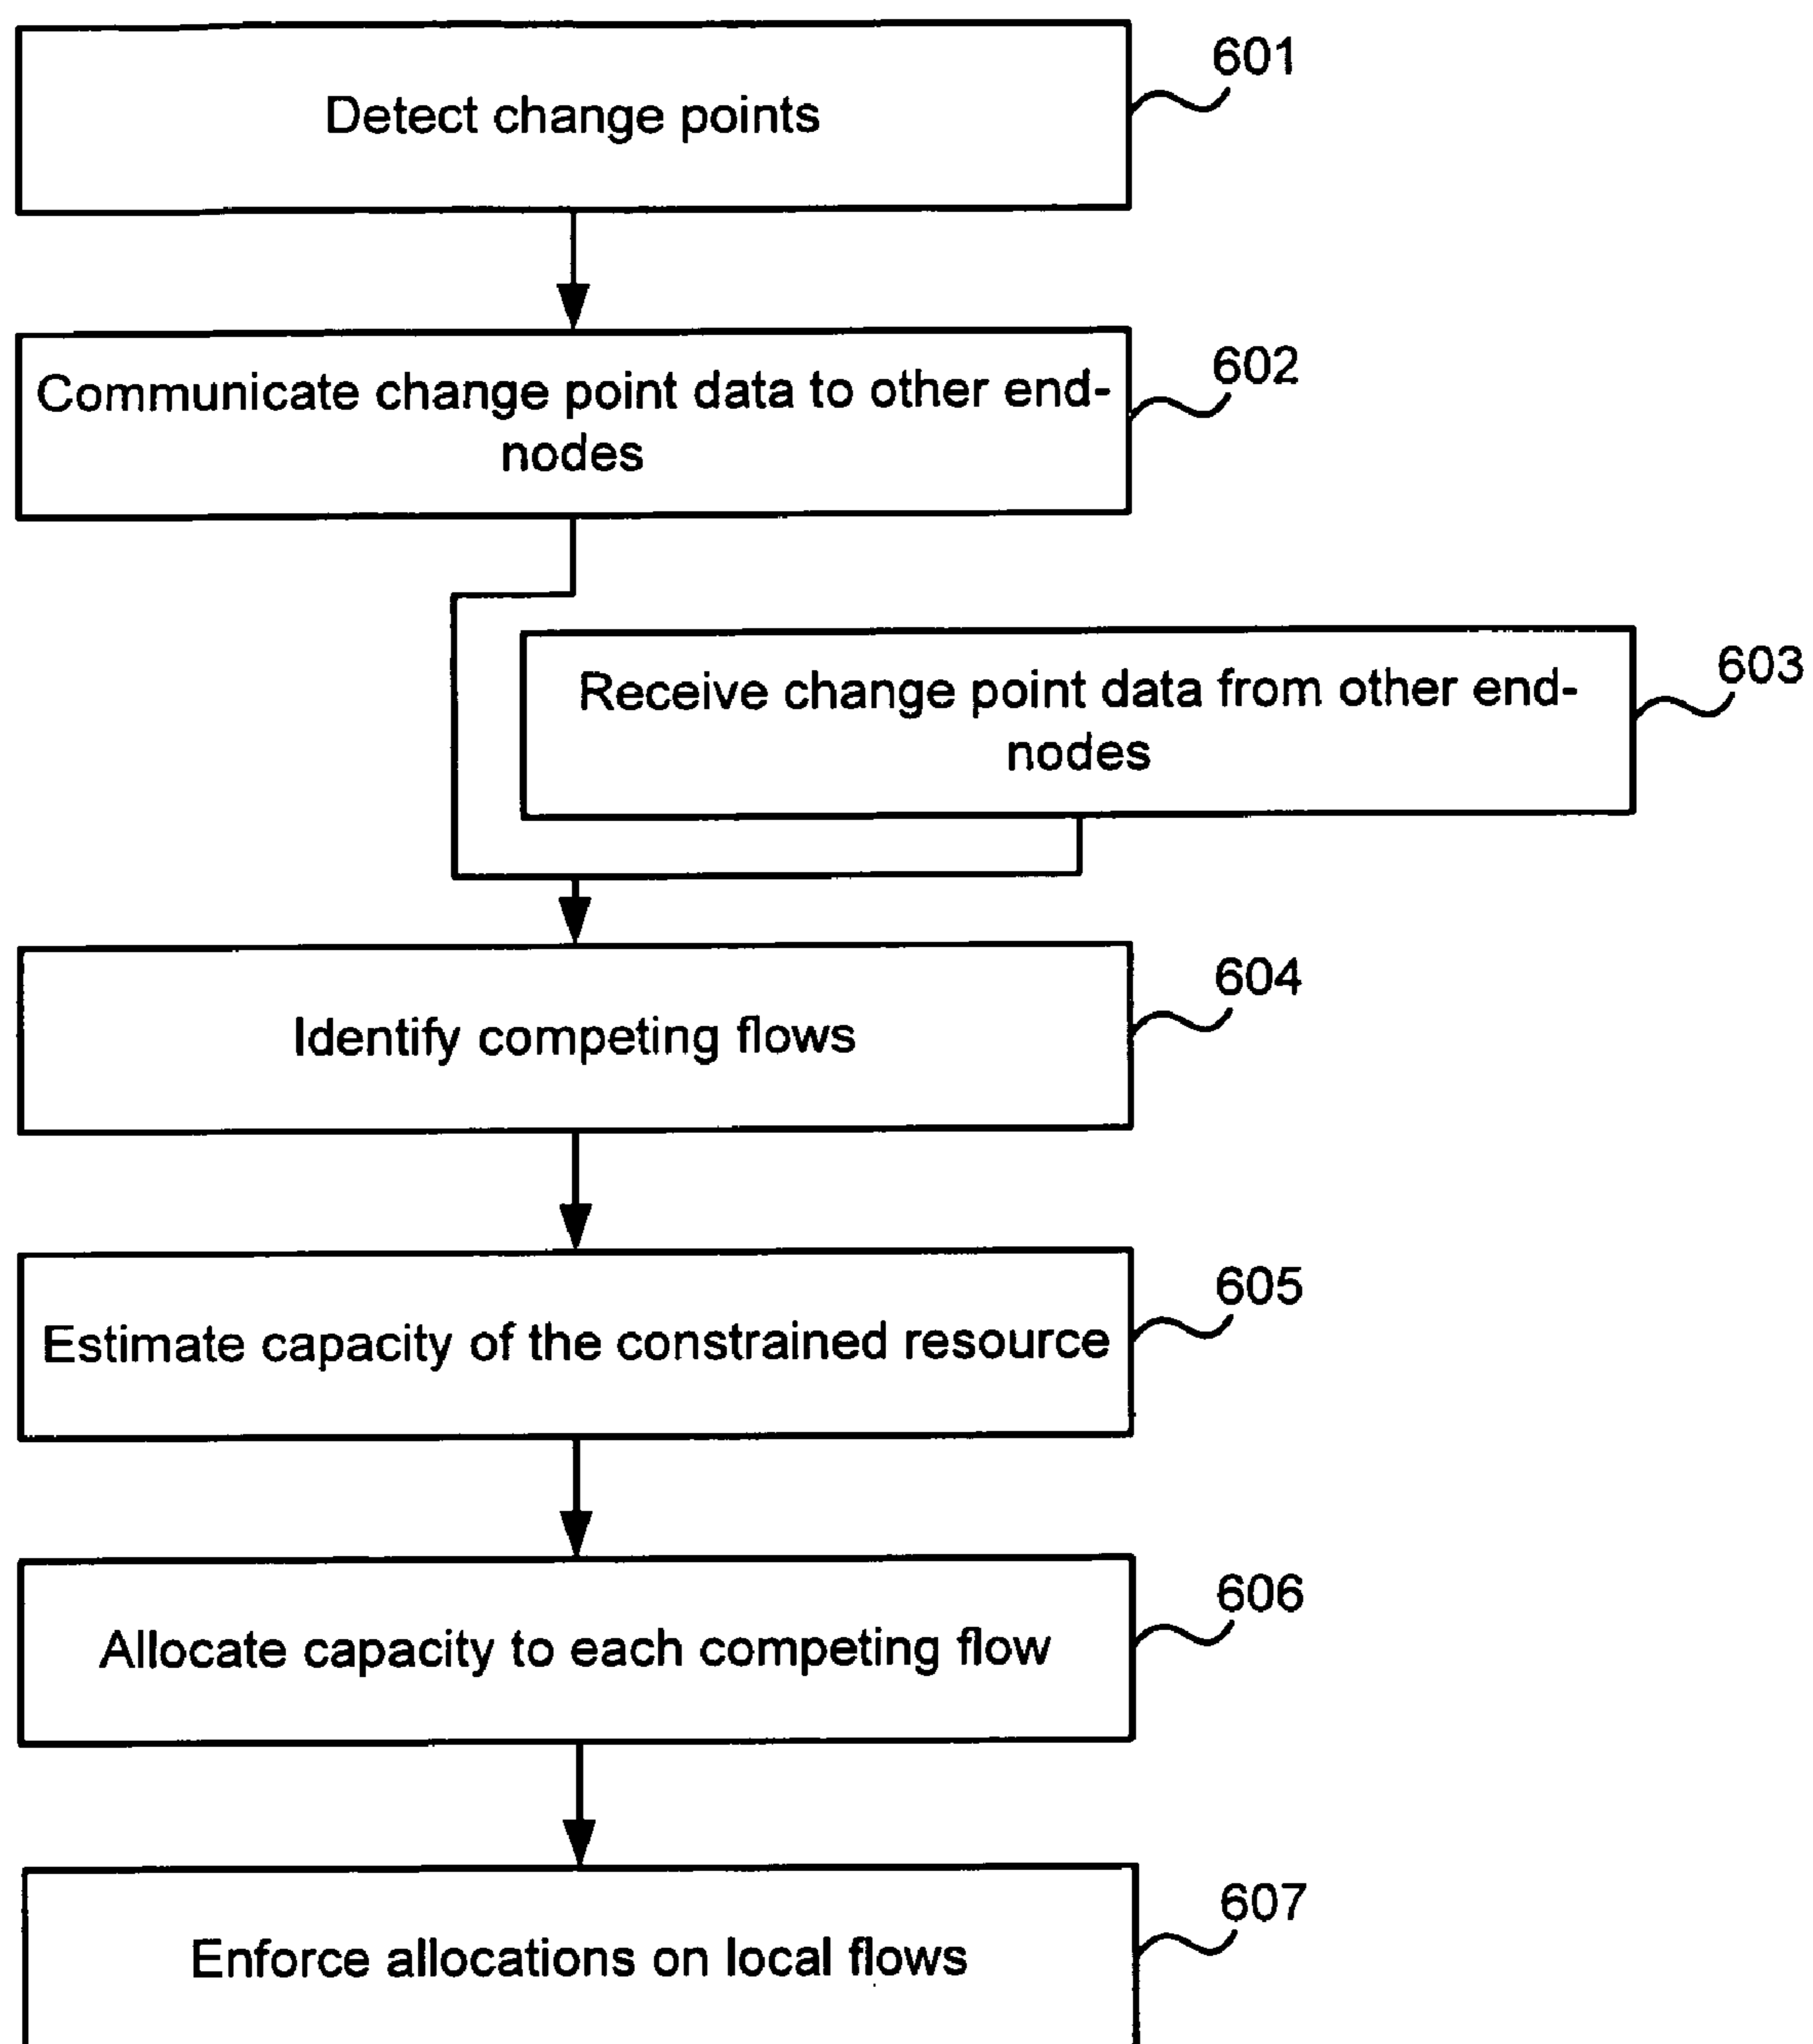 601
Detect change points
602
Communicate change point data to other end-
nodes
603
Receive change point data from other end-
nodes
604
Identify competing flows
605
Estimate capacity of the constrained resource
606
Allocate capacity to each competing flow
607
Enforce allocations on local flows